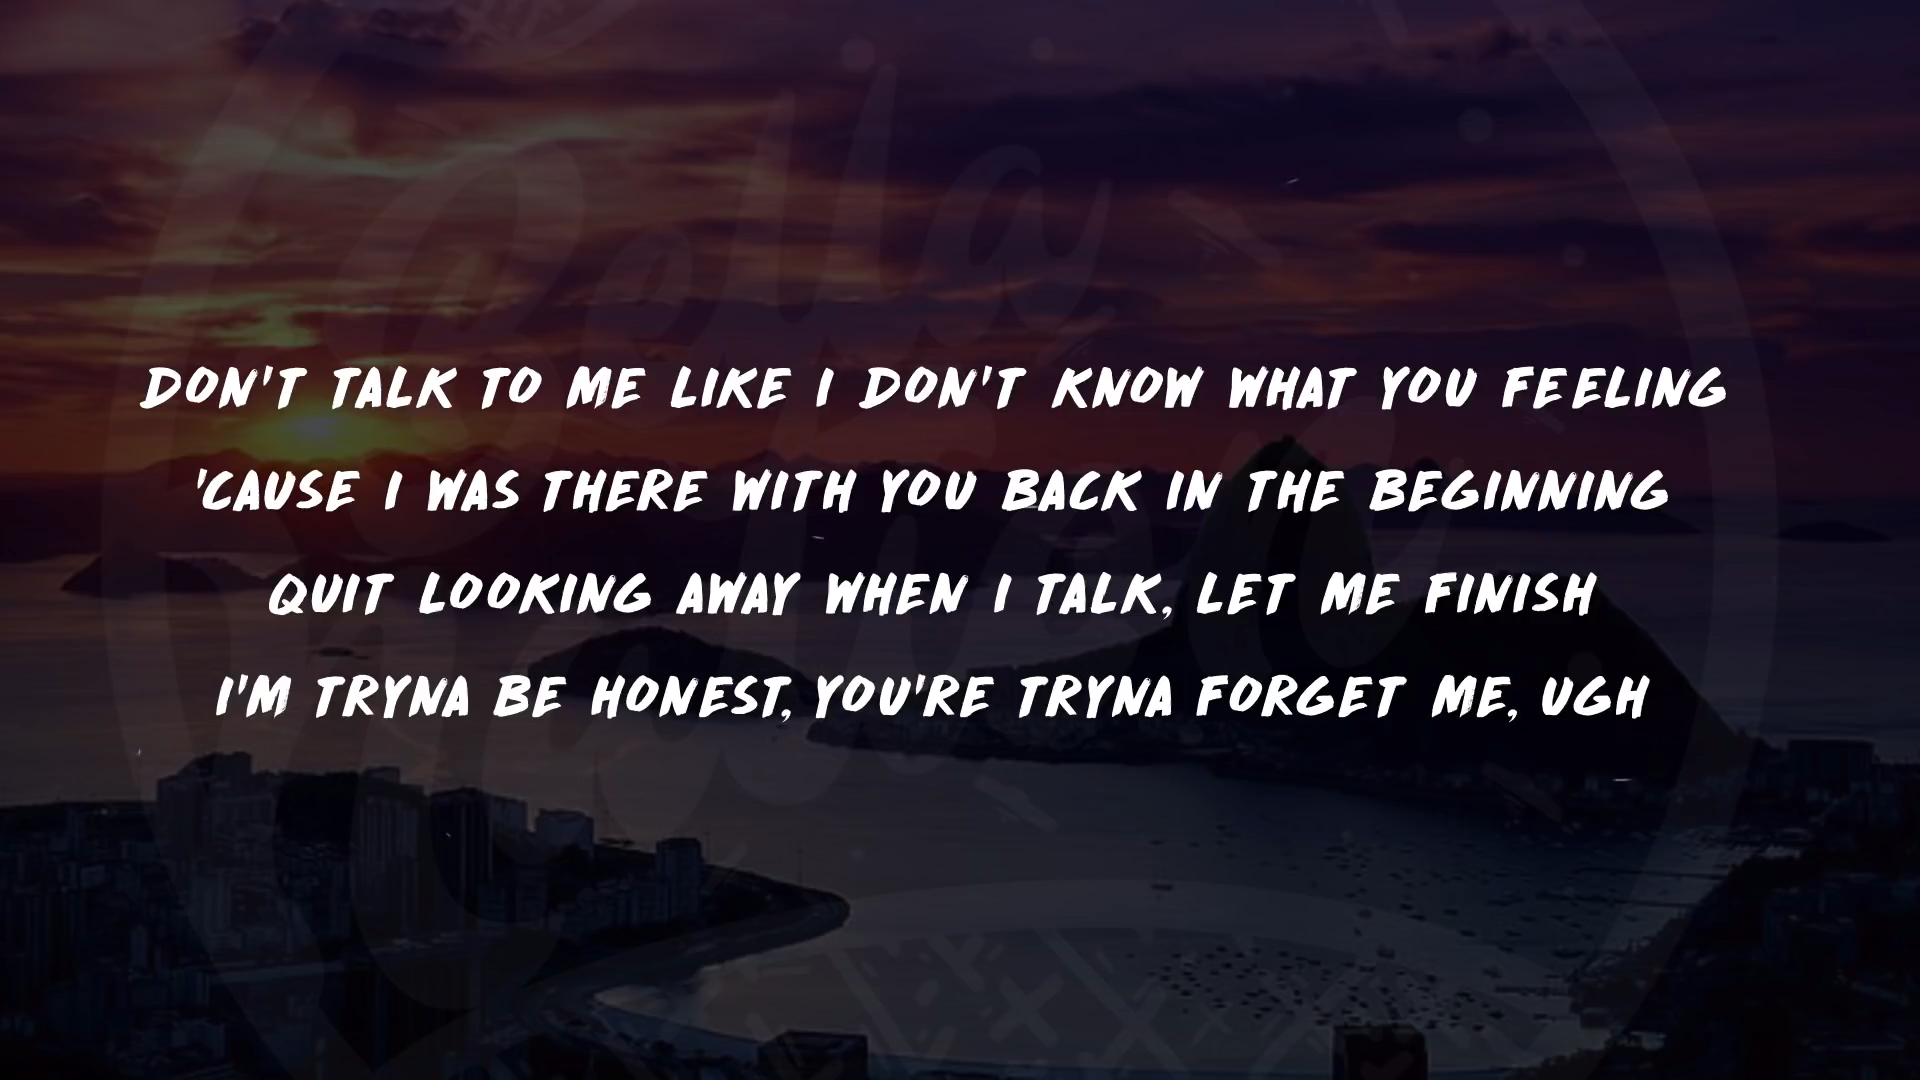 DON'T TALK TO ME LIKE I DON'T KNOW WHAT YOU FEELING
'CAUSE I WAS THERE WITH YOU BACK IN THE BEGINNING
QUIT LOOKING AWAY WHEN I TALK, LET ME FINISH
I'M TRYNA BE HONEST, YOU'RE TRYNA FORGET ME, UGH